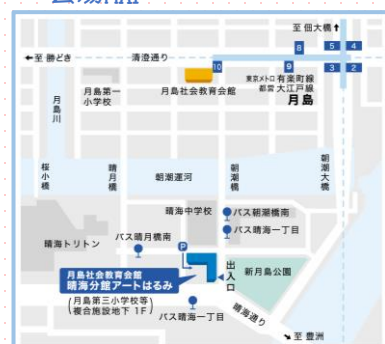 至 佃大橋
至 勝どき
清澄通り
8
5
4
3
2
10
9
月島川
月島第一
小学校
月島社会教育会館
東京メトロ 有楽町線
都営 大江戸線
月島
桜小橋
晴月橋
朝潮運河
朝潮橋
朝潮大橋
晴海中学校
バス朝潮橋南
バス晴海一丁目
晴海トリトン
バス晴月橋南
P
月島社会教育会館
晴海分館アートはるみ
(月島第三小学校等
複合施設地下 1F)
出入口
新月島公園
バス晴海一丁目
晴海通り
至 豊洲